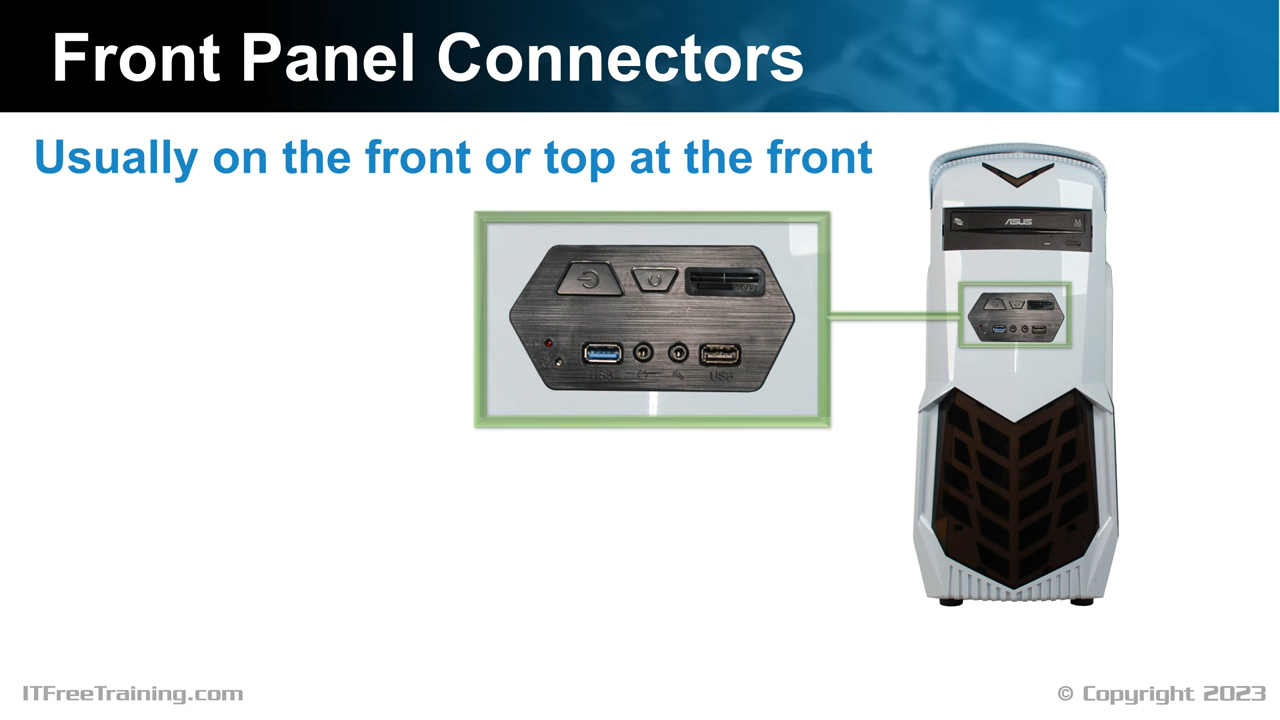 Front Panel Connectors
Usually on the front or top at the front
ASUS
USB
ITFreeTraining.com
© Copyright 2023